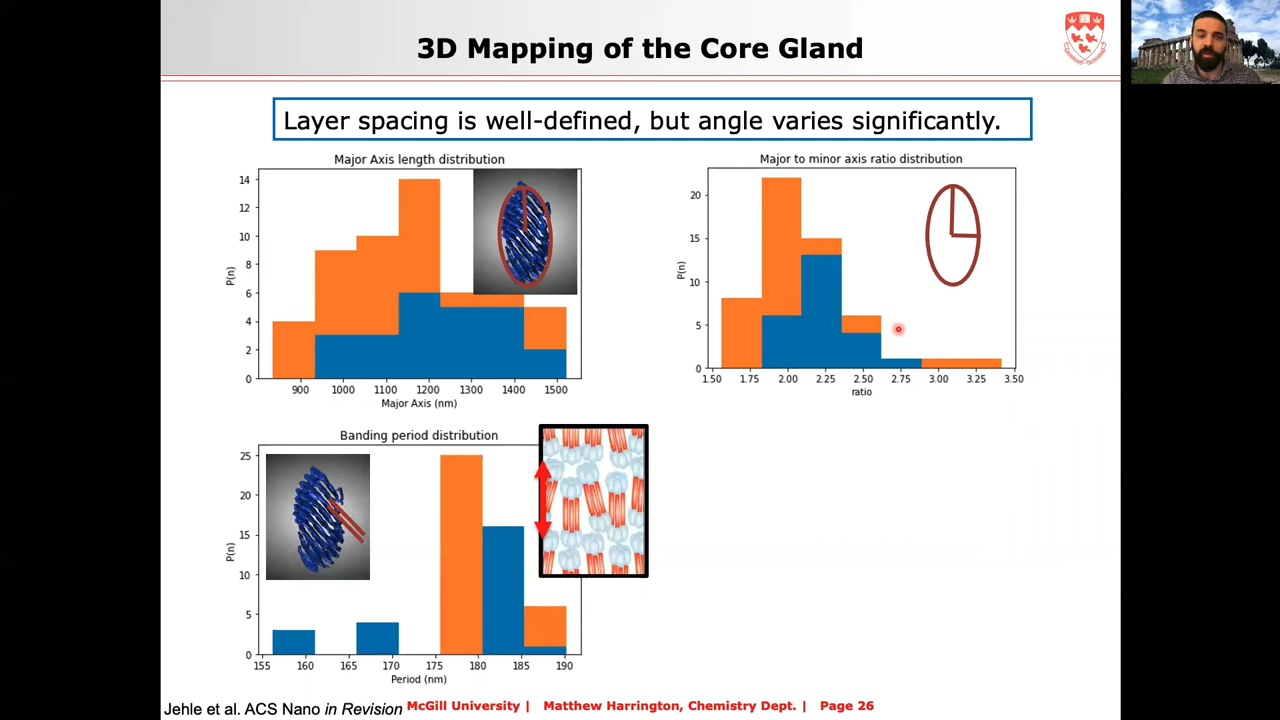 3D Mapping of the Core Gland
Layer spacing is well-defined, but angle varies significantly.
Major Axis length distribution
P(n)
14
12
10
8
6
4
2
0
900 1000 1100 1200 1300 1400 1500
Major Axis (nm)
Major to minor axis ratio distribution
P(n)
20
15
10
5
0
1.50 1.75 2.00 2.25 2.50 2.75 3.00 3.25 3.50
ratio
Banding period distribution
P(n)
25
20
15
10
5
0
155 160 165 170 175 180 185 190
Period (nm)
Jehle et al. ACS Nano in Revision
McGill University | Matthew Harrington, Chemistry Dept. | Page 26